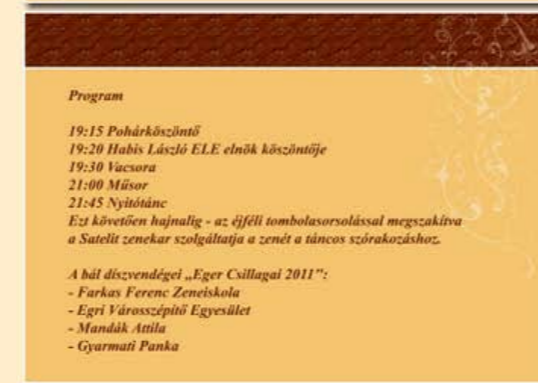 Program
19:15 Pohárköszöntő
19:20 Habis László ELE elnök köszöntője
19:30 Vacsora
21:00 Műsor
21:45 Nyitótánc
Ezt követően hajnalig - az éjféli tombolasorsolással megszakítva
a Satelit zenekar szolgáltatja a zenét a táncos szórakozáshoz.
A bál díszvendégei „Eger Csillagai 2011":
- Farkas Ferenc Zeneiskola
- Egri Városszépítő Egyesület
- Mandák Attila
- Gyarmati Panka